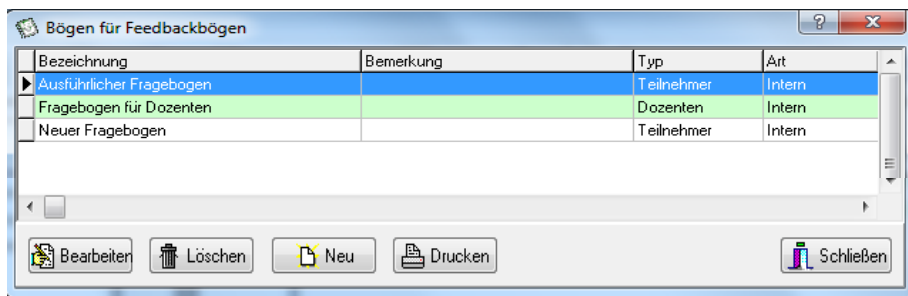 Bögen für Feedbackbögen
Bezeichnung Bemerkung Typ Art
Ausführlicher Fragebogen Teilnehmer Intern
Fragebogen für Dozenten Dozenten Intern
Neuer Fragebogen Teilnehmer Intern
Bearbeiten Löschen Neu Drucken Schließen